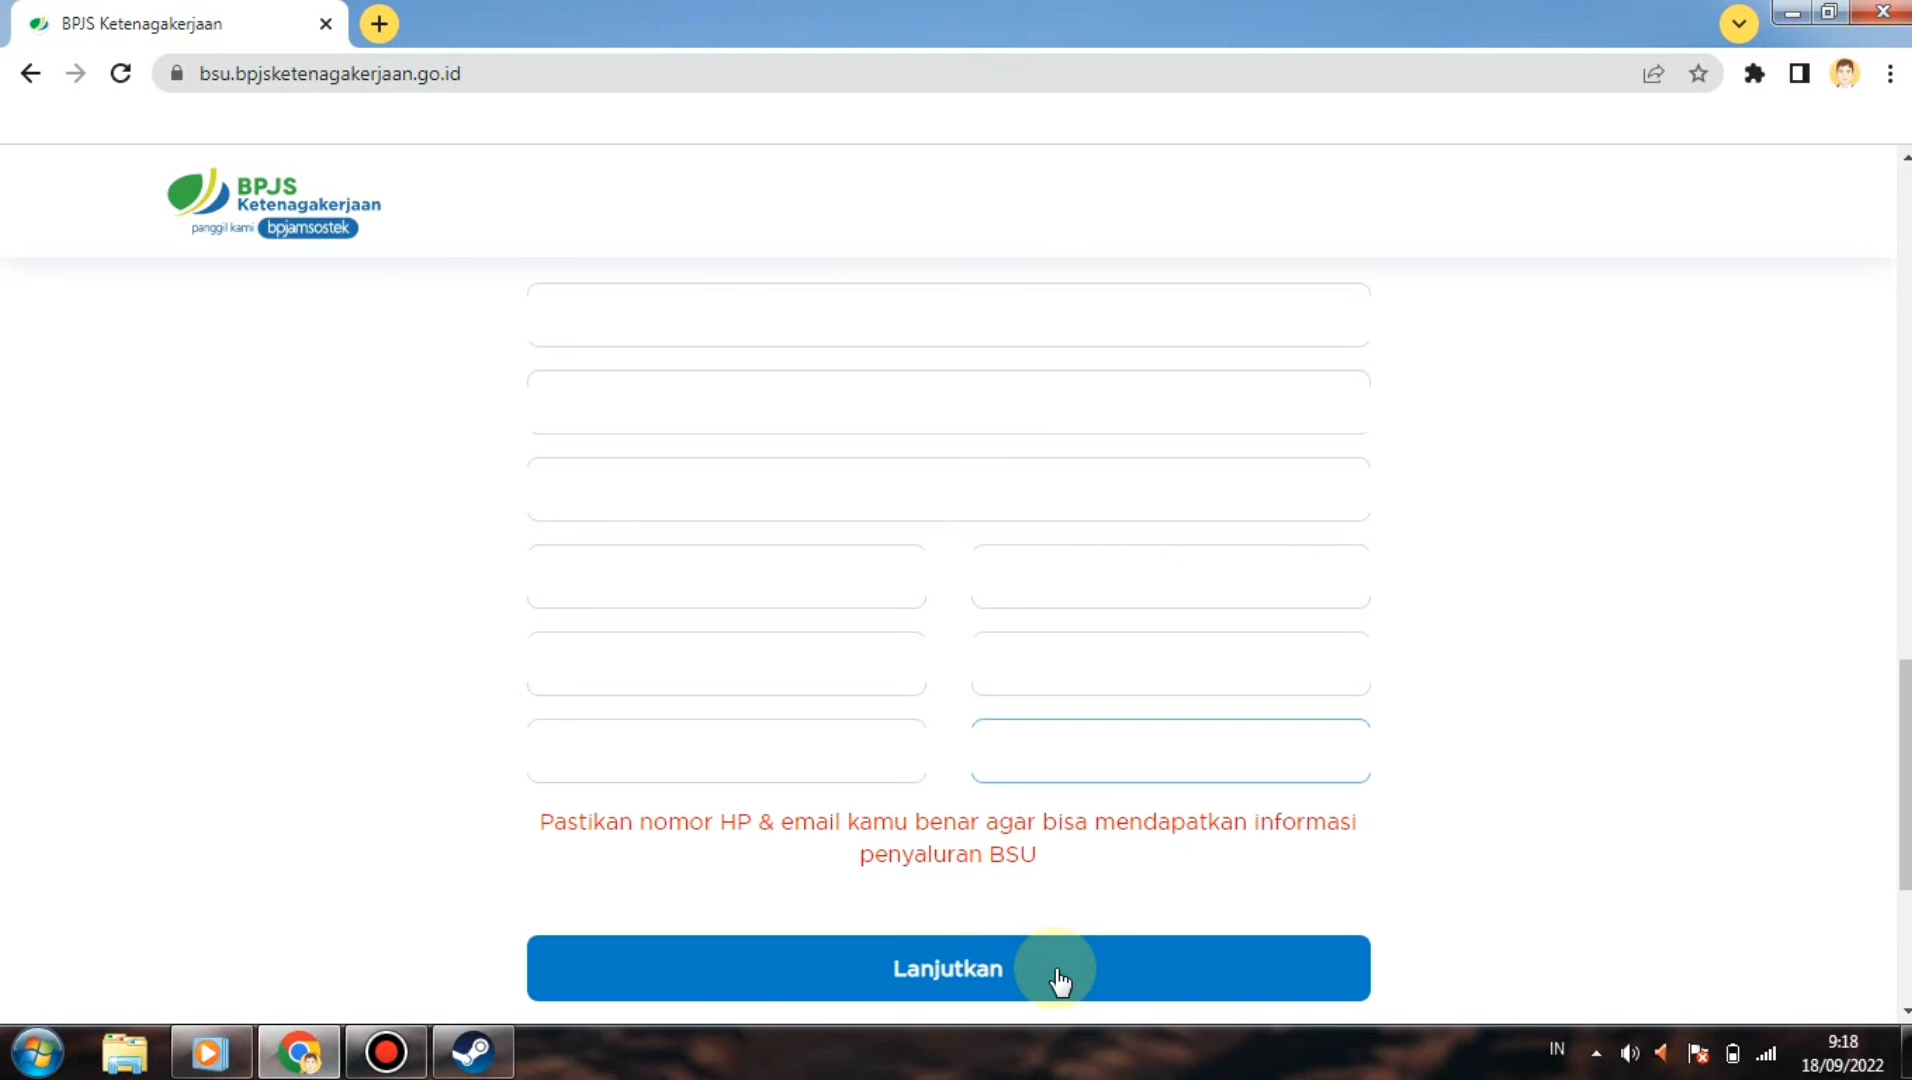 BPJS Ketenagakerjaan
bsu.bpjsketenagakerjaan.go.id
BPJS
Ketenagakerjaan
panggil kami bpjamsostek
Pastikan nomor HP & email kamu benar agar bisa mendapatkan informasi
penyaluran BSU
Lanjutkan
IN
9:18
18/09/2022